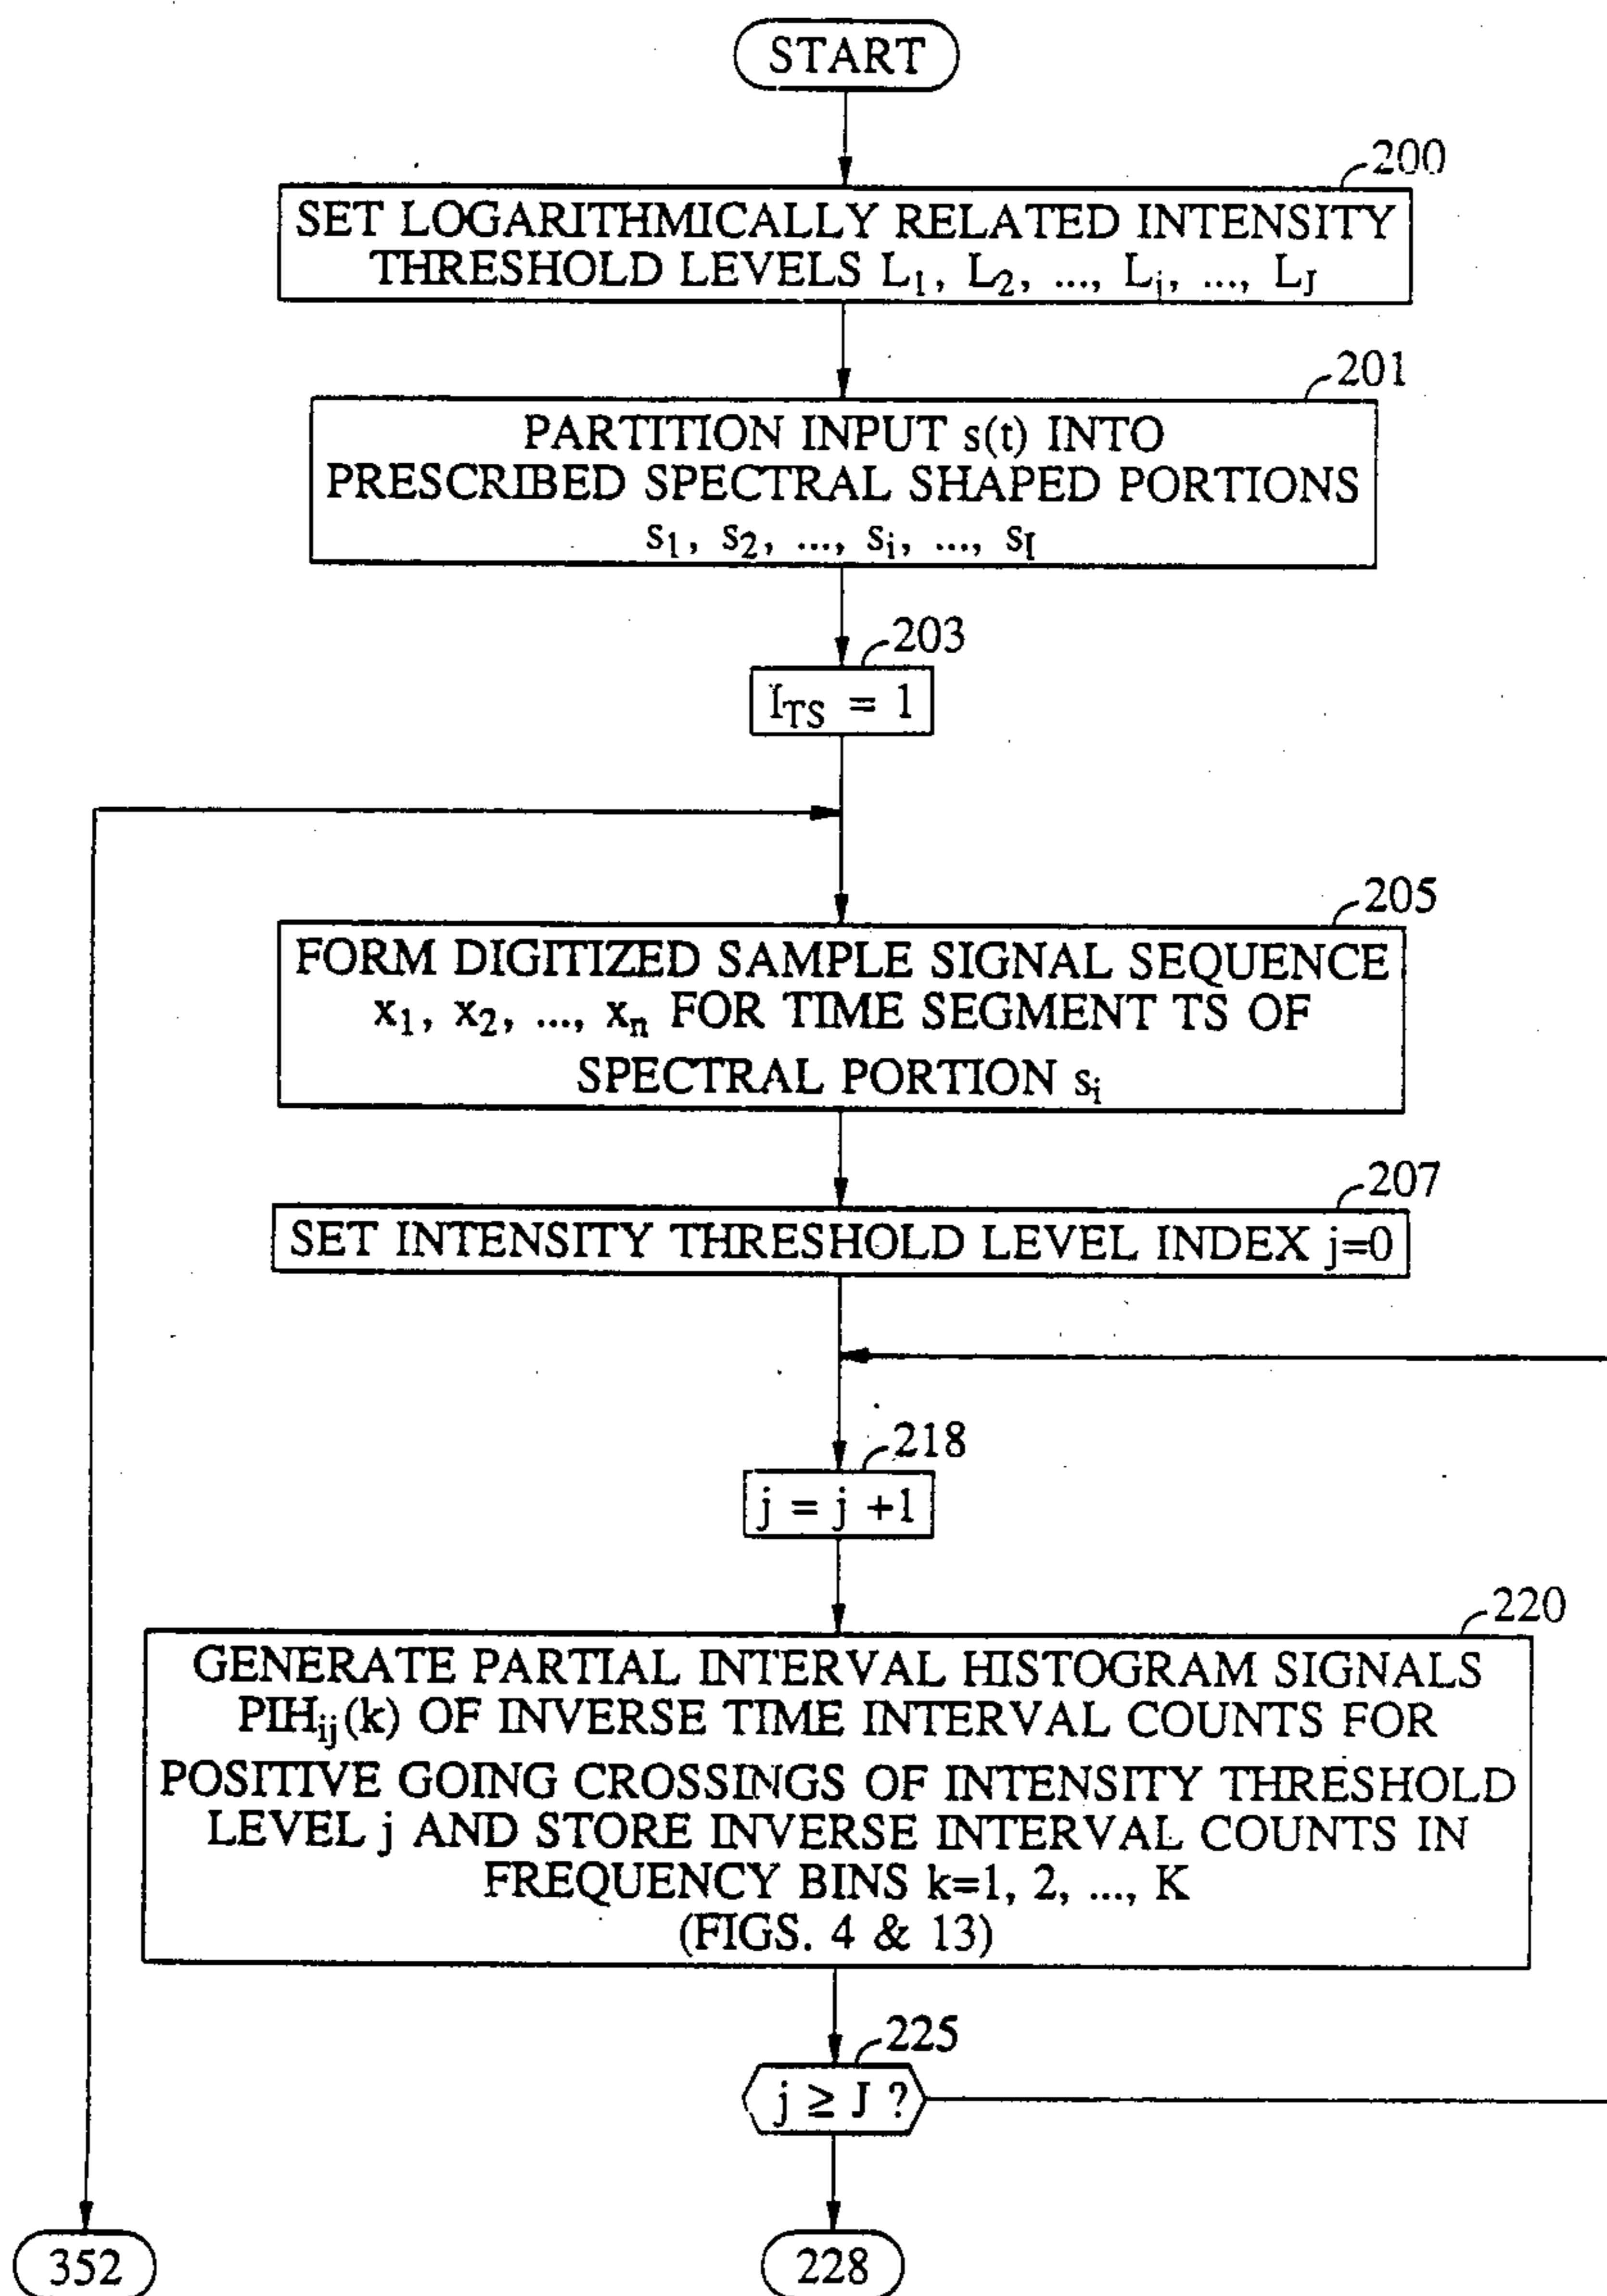 START
200
SET LOGARITHMICALLY RELATED INTENSITY
THRESHOLD LEVELS L₁, L₂, ..., Lⱼ, ..., L_J
201
PARTITION INPUT s(t) INTO
PRESCRIBED SPECTRAL SHAPED PORTIONS
s₁, s₂, ..., sᵢ, ..., s_I
203
I_TS = 1
205
FORM DIGITIZED SAMPLE SIGNAL SEQUENCE
x₁, x₂, ..., xₙ FOR TIME SEGMENT TS OF
SPECTRAL PORTION sᵢ
207
SET INTENSITY THRESHOLD LEVEL INDEX j=0
218
j = j +1
220
GENERATE PARTIAL INTERVAL HISTOGRAM SIGNALS
PIHᵢⱼ(k) OF INVERSE TIME INTERVAL COUNTS FOR
POSITIVE GOING CROSSINGS OF INTENSITY THRESHOLD
LEVEL j AND STORE INVERSE INTERVAL COUNTS IN
FREQUENCY BINS k=1, 2, ..., K
(FIGS. 4 & 13)
225
j ≥ J ?
352
228